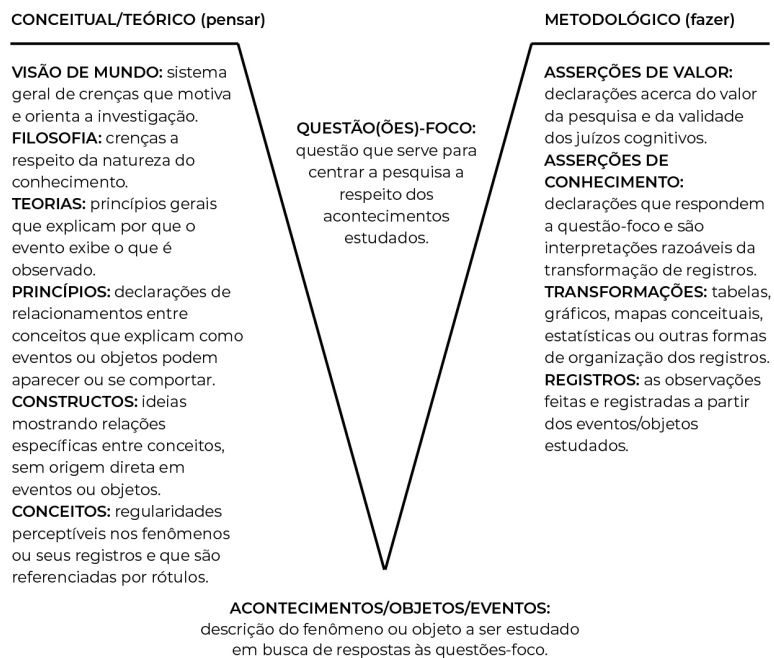 CONCEITUAL/TEÓRICO (pensar)
VISÃO DE MUNDO: sistema
geral de crenças que motiva
e orienta a investigação.
FILOSOFIA: crenças a
respeito da natureza do
conhecimento.
TEORIAS: princípios gerais
que explicam por que o
evento exibe o que é
observado.
PRINCÍPIOS: declarações de
relacionamentos entre
conceitos que explicam como
eventos ou objetos podem
aparecer ou se comportar.
CONSTRUCTOS: ideias
mostrando relações
específicas entre conceitos,
sem origem direta em
eventos ou objetos.
CONCEITOS: regularidades
perceptíveis nos fenômenos
ou seus registros e que são
referenciadas por rótulos.
QUESTÃO(ÕES)-FOCO:
questão que serve para
centrar a pesquisa a
respeito dos
acontecimentos
estudados.
METODOLÓGICO (fazer)
ASSERÇÕES DE VALOR:
declarações acerca do valor
da pesquisa e da validade
dos juízos cognitivos.
ASSERÇÕES DE
CONHECIMENTO:
declarações que respondem
a questão-foco e são
interpretações razoáveis da
transformação de registros.
TRANSFORMAÇÕES: tabelas,
gráficos, mapas conceituais,
estatísticas ou outras formas
de organização dos registros.
REGISTROS: as observações
feitas e registradas a partir
dos eventos/objetos
estudados.
ACONTECIMENTOS/OBJETOS/EVENTOS:
descrição do fenômeno ou objeto a ser estudado
em busca de respostas às questões-foco.